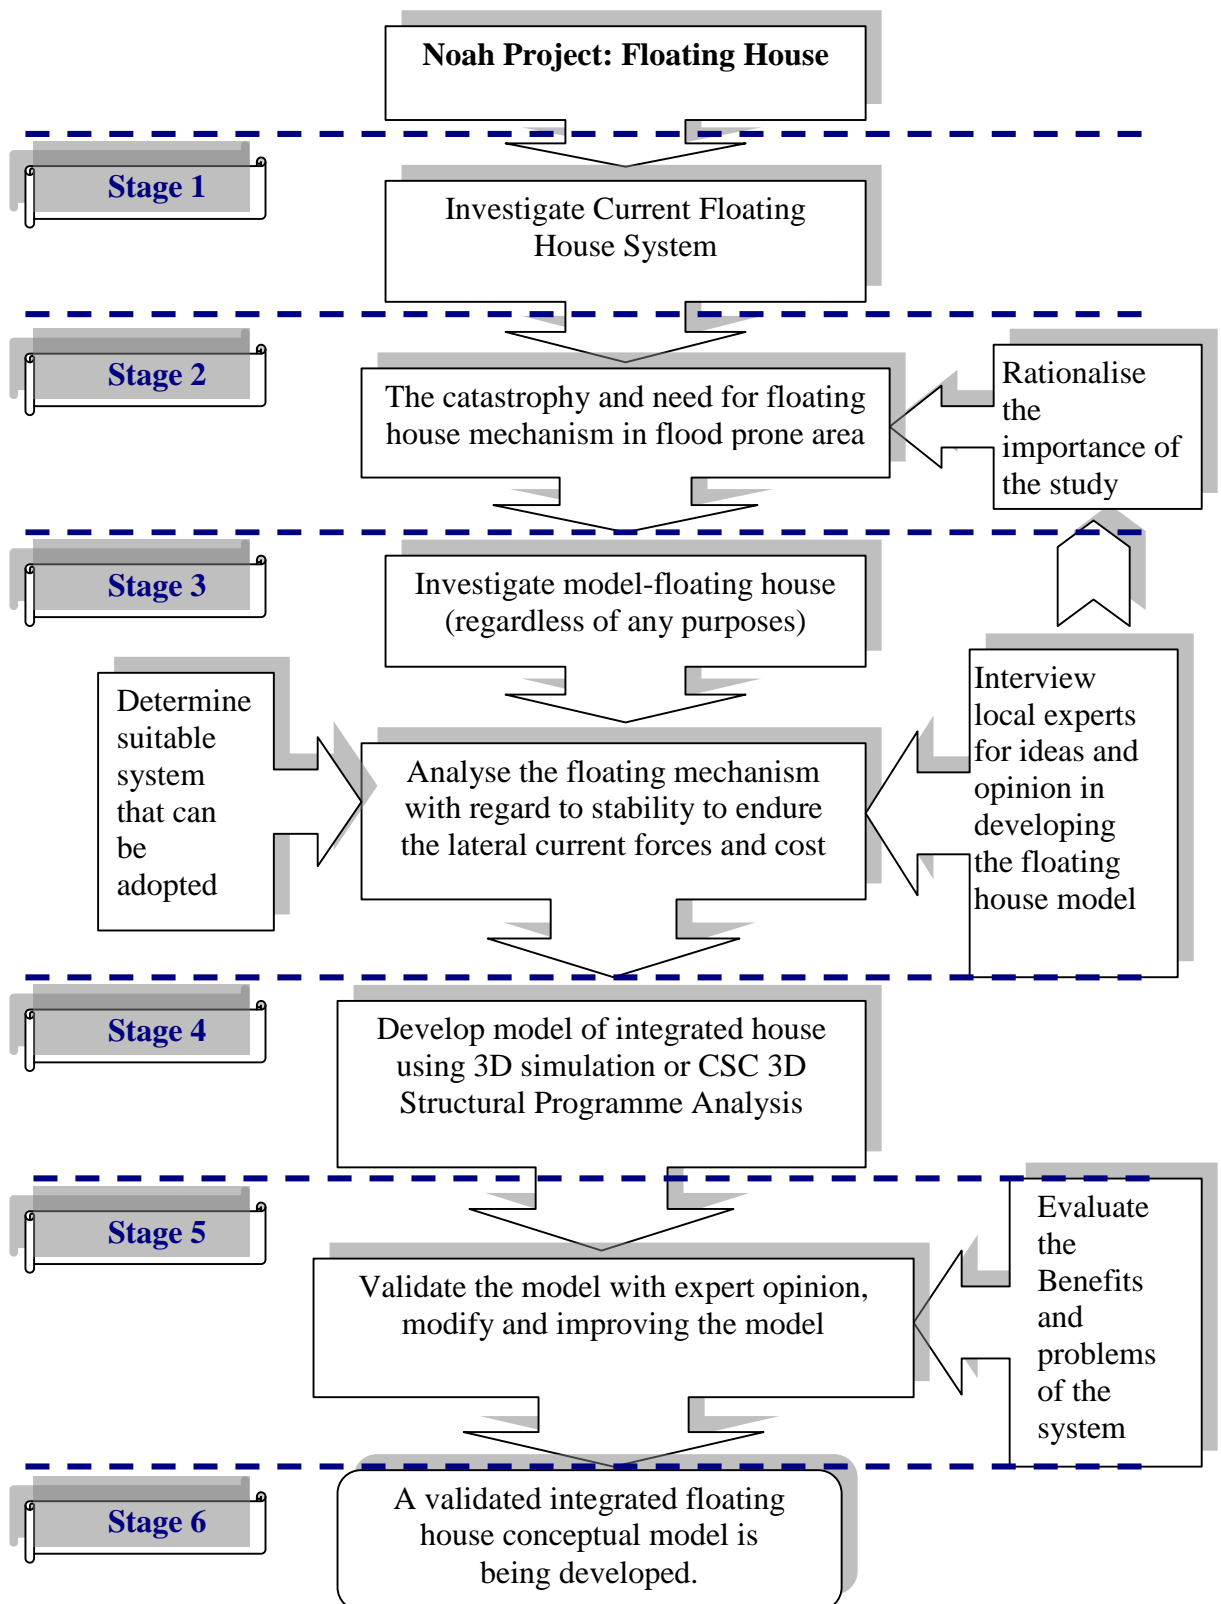 Noah Project: Floating House
Stage 1
Investigate Current Floating
House System
Stage 2
The catastrophy and need for floating
house mechanism in flood prone area
Rationalise
the
importance of
the study
Stage 3
Investigate model-floating house
(regardless of any purposes)
Determine
suitable
system
that can
be
adopted
Analyse the floating mechanism
with regard to stability to endure
the lateral current forces and cost
Interview
local experts
for ideas and
opinion in
developing
the floating
house model
Stage 4
Develop model of integrated house
using 3D simulation or CSC 3D
Structural Programme Analysis
Stage 5
Validate the model with expert opinion,
modify and improving the model
Evaluate
the
Benefits
and
problems
of the
system
Stage 6
A validated integrated floating
house conceptual model is
being developed.